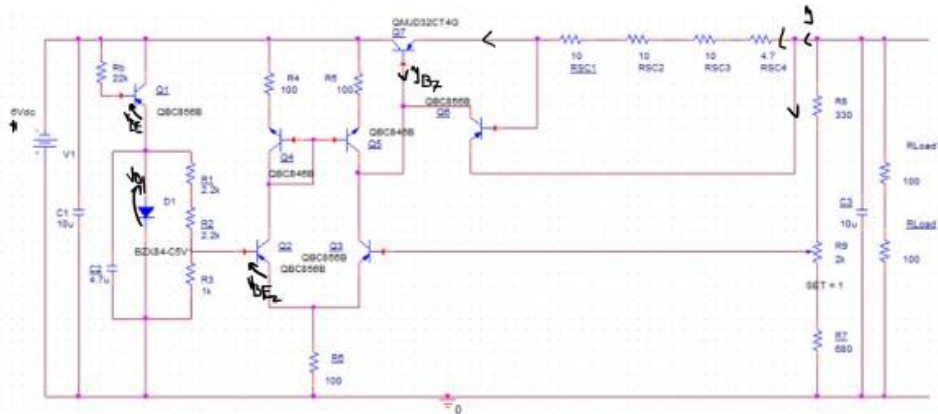 QMJD32CT4G
Q7
10
RSC1
10
RSC2
10
RSC3
4.7
RSC4
22k
Q1
QBC856B
R4
100
R5
100
QBC856B
Q6
R8
330
6Vdc
V1
Q4
QBC846B
QBC846B
Q5
RLoad1
100
R1
2.2k
D1
R2
2.2k
C1
10u
BZX84-C5V
C2
4.7u
R3
1k
Q2
QBC856B
Q3
QBC856B
BE2
B7
C3
10u
R9
2k
SET = 1
RLoad
100
R6
100
R7
680
0